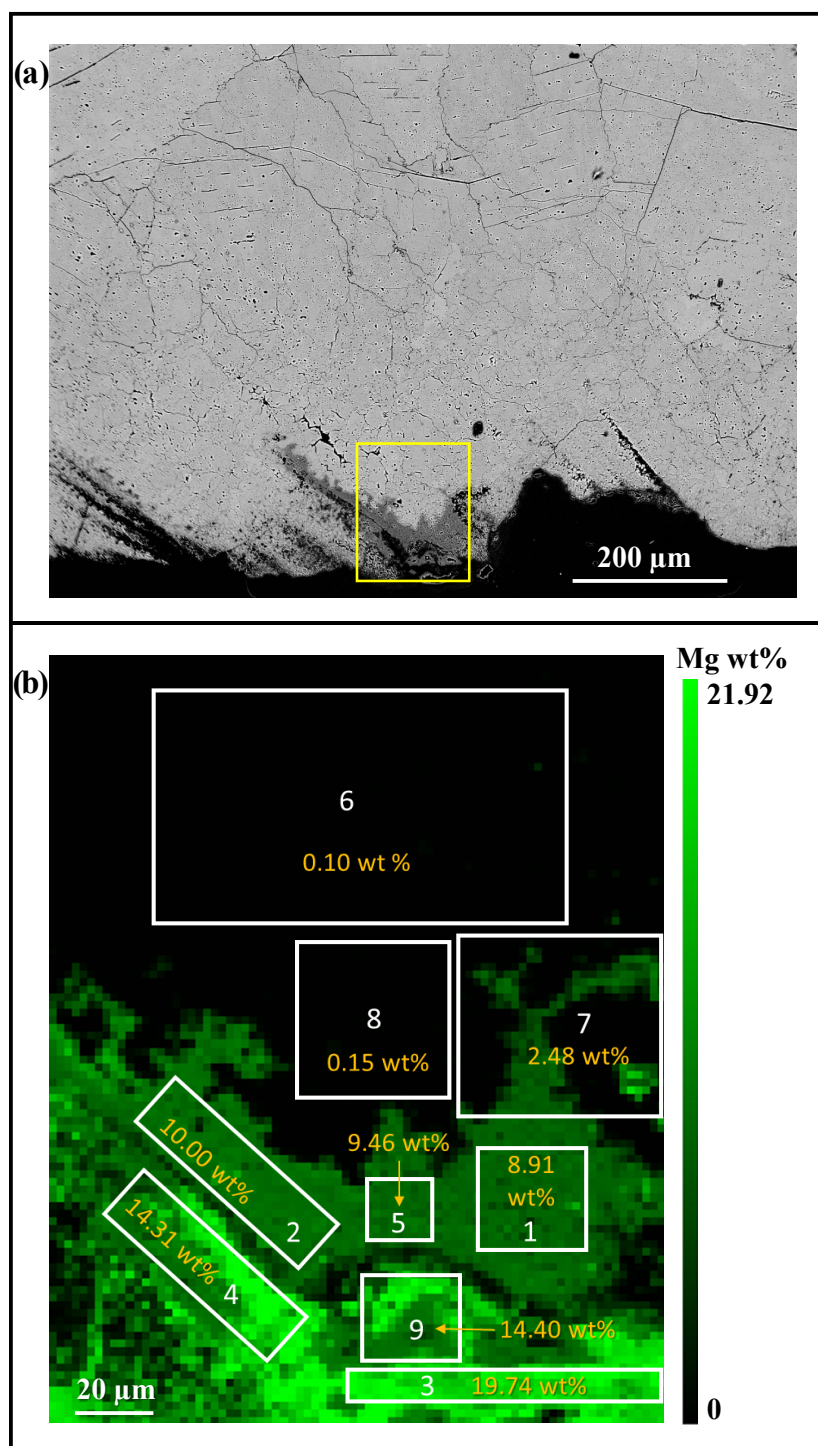 (a)
200 µm
(b)
Mg wt%
21.92
6
0.10 wt %
8
0.15 wt%
7
2.48 wt%
10.00 wt%
2
9.46 wt%
5
8.91
wt%
1
14.31 wt%
4
9
14.40 wt%
3 19.74 wt%
20 µm
0